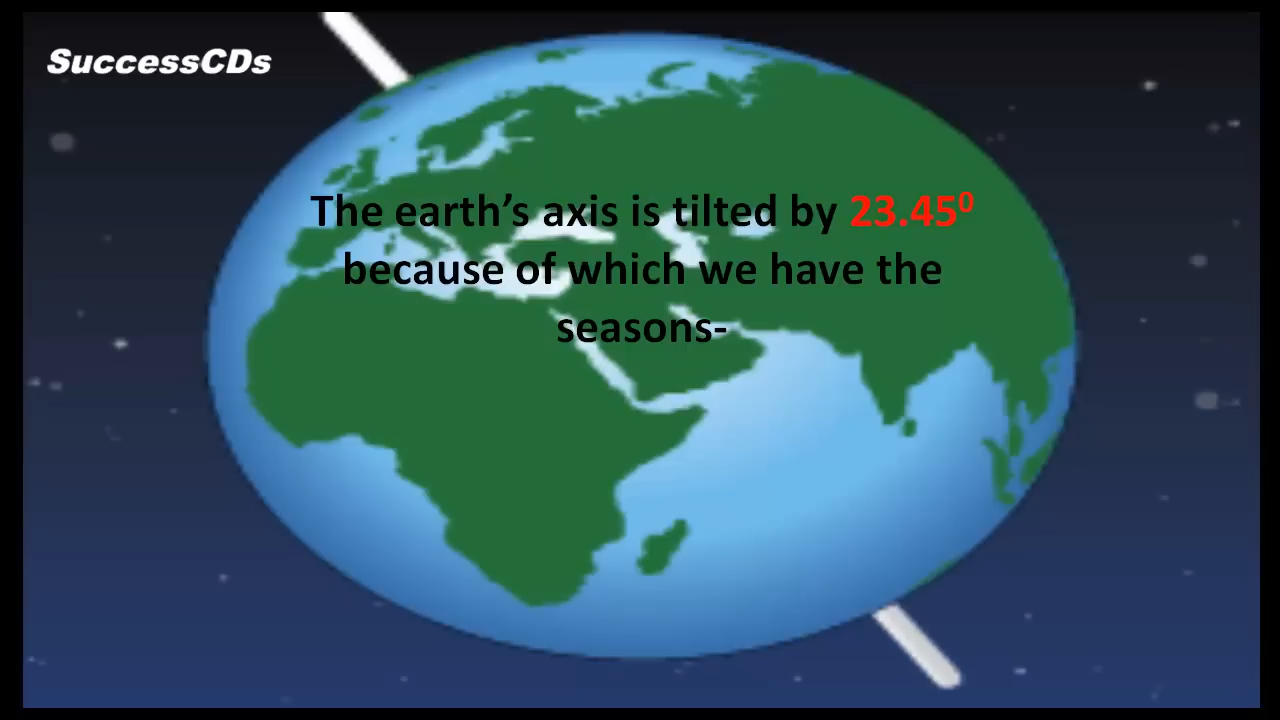 SuccessCDs
The earth's axis is tilted by 23.45⁰
because of which we have the
seasons-